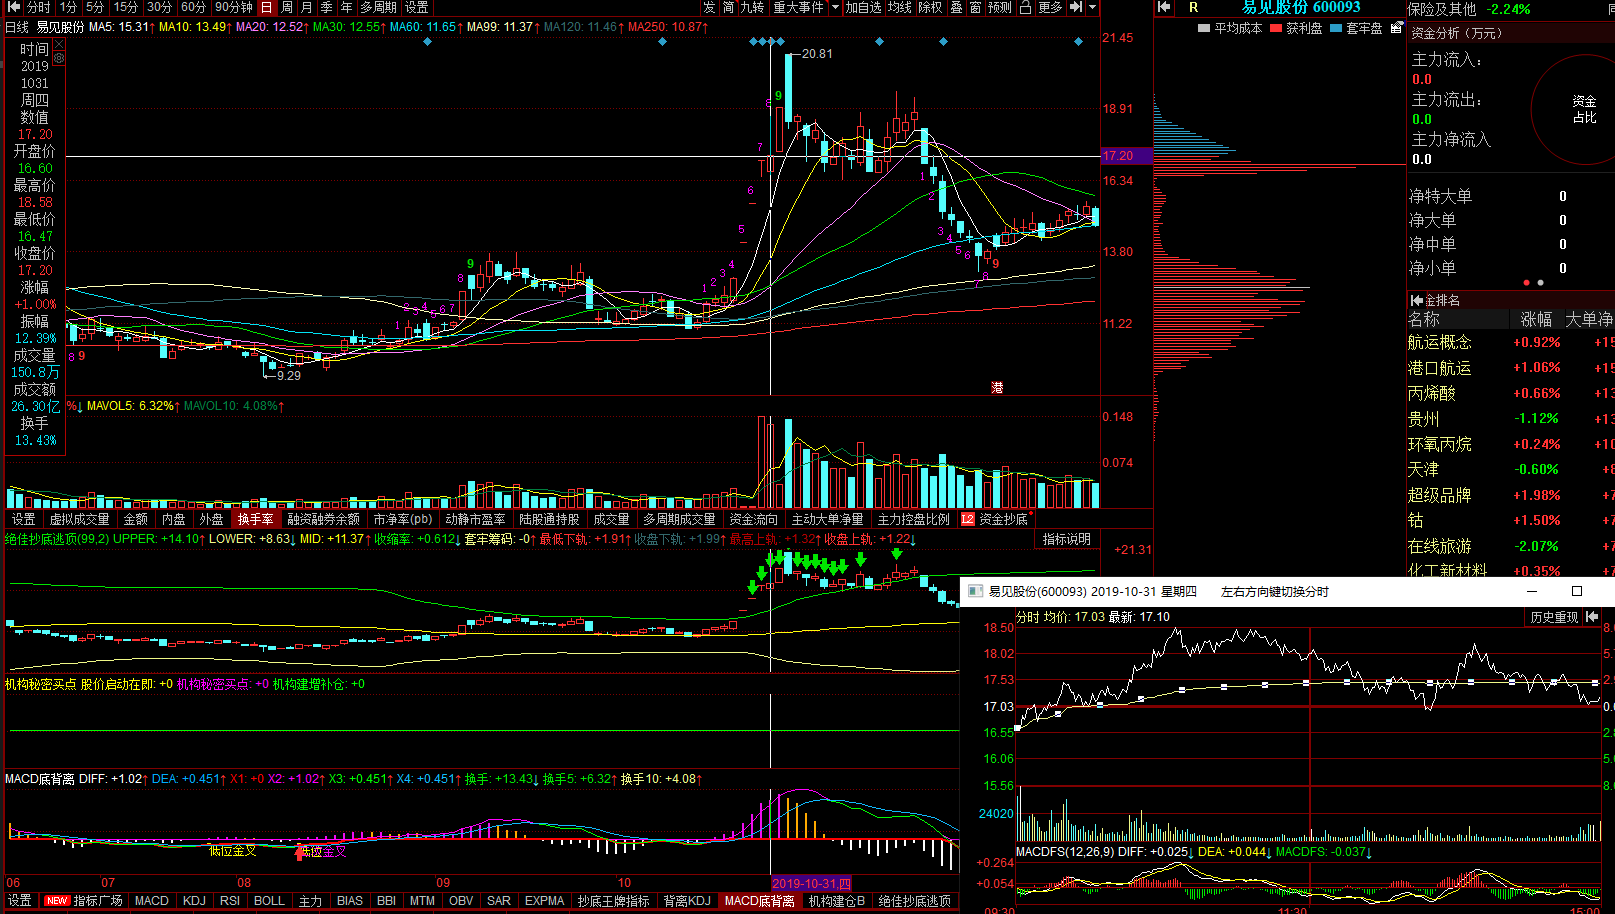 分时 1分 5分 15分 30分 60分 90分钟 日 周 月 季 年 多周期 设置 发 简 九转 重大事件 加自选 均线 除权 叠 窗 预测 更多
R 易见股份 600093
保险及其他 -2.24%
日线 易见股份 MA5: 15.31↑ MA10: 13.49↑ MA20: 12.52↑ MA30: 12.55↑ MA60: 11.65↑ MA99: 11.37↑ MA120: 11.46↑ MA250: 10.87↑
平均成本 获利盘 套牢盘
资金分析（万元）
时间
2019
1031
周四
数值
17.20
开盘价
16.60
最高价
18.58
最低价
16.47
收盘价
17.20
涨幅
+1.00%
振幅
12.39%
成交量
150.8万
成交额
26.30亿
换手
13.43%
20.81
9.29
港
21.45
18.91
17.20
16.34
13.80
11.22
主力流入：
0.0
主力流出：
0.0
主力净流入
0.0
资金
占比
净特大单 0
净大单 0
净中单 0
净小单 0
金排名
名称 涨幅 大单净
航运概念 +0.92% +15
港口航运 +1.06% +15
丙烯酸 +0.66% +13
贵州 -1.12% +13
环氧丙烷 +0.24% +10
天津 -0.60% +8
超级品牌 +1.98% +7
钴 +1.50% +7
在线旅游 -2.07% +7
化工新材料 +0.35% +7
%↓ MAVOL5: 6.32%↑ MAVOL10: 4.08%↑
0.148
0.074
设置 虚拟成交量 金额 内盘 外盘 换手率 融资融券余额 市净率(pb) 动静市盈率 陆股通持股 成交量 多周期成交量 资金流向 主动大单净量 主力控盘比例 L2 资金抄底
绝佳抄底逃顶(99,2) UPPER: +14.10↑ LOWER: +8.63↓ MID: +11.37↑ 收缩率: +0.612↓ 套牢筹码: -0↑ 最低下轨: +1.91↑ 收盘下轨: +1.99↑ 最高上轨: +1.32↑ 收盘上轨: +1.22↓
指标说明
+21.31
机构秘密买点 股价启动在即: +0 机构秘密买点: +0 机构建增补仓: +0
MACD底背离 DIFF: +1.02↑ DEA: +0.451↑ X1: +0 X2: +1.02↑ X3: +0.451↑ X4: +0.451↑ 换手: +13.43↓ 换手5: +6.32↑ 换手10: +4.08↑
低位金叉 低位金叉
06 07 08 09 10 2019-10-31,四
设置 NEW 指标广场 MACD KDJ RSI BOLL 主力 BIAS BBI MTM OBV SAR EXPMA 抄底王牌指标 背离KDJ MACD底背离 机构建仓B 绝佳抄底逃顶
易见股份(600093) 2019-10-31 星期四 左右方向键切换分时
分时 均价: 17.03 最新: 17.10
历史重现
18.50
18.02
17.53
17.03
16.55
16.06
15.56
24020
MACDFS(12,26,9) DIFF: +0.025↓ DEA: +0.044↓ MACDFS: -0.037↓
+0.264
+0.054
09:30 11:30 15:00